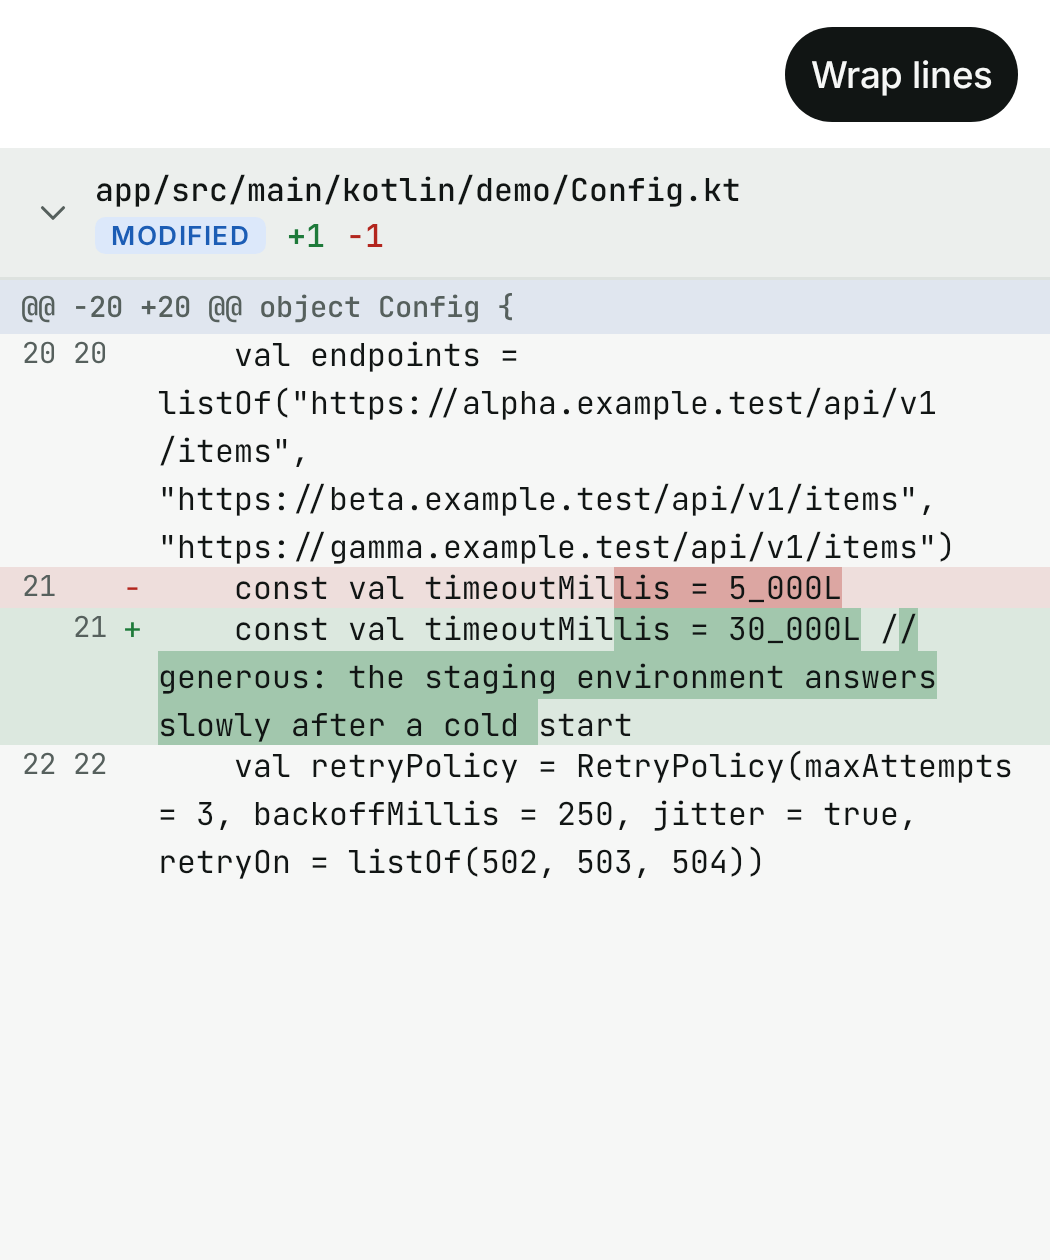 Wrap lines
app/src/main/kotlin/demo/Config.kt
MODIFIED +1 -1
@@ -20 +20 @@ object Config {
20 20     val endpoints =
listOf("https://alpha.example.test/api/v1
/items",
"https://beta.example.test/api/v1/items",
"https://gamma.example.test/api/v1/items")
21 -     const val timeoutMillis = 5_000L
21 +     const val timeoutMillis = 30_000L //
generous: the staging environment answers
slowly after a cold start
22 22     val retryPolicy = RetryPolicy(maxAttempts
= 3, backoffMillis = 250, jitter = true,
retryOn = listOf(502, 503, 504))